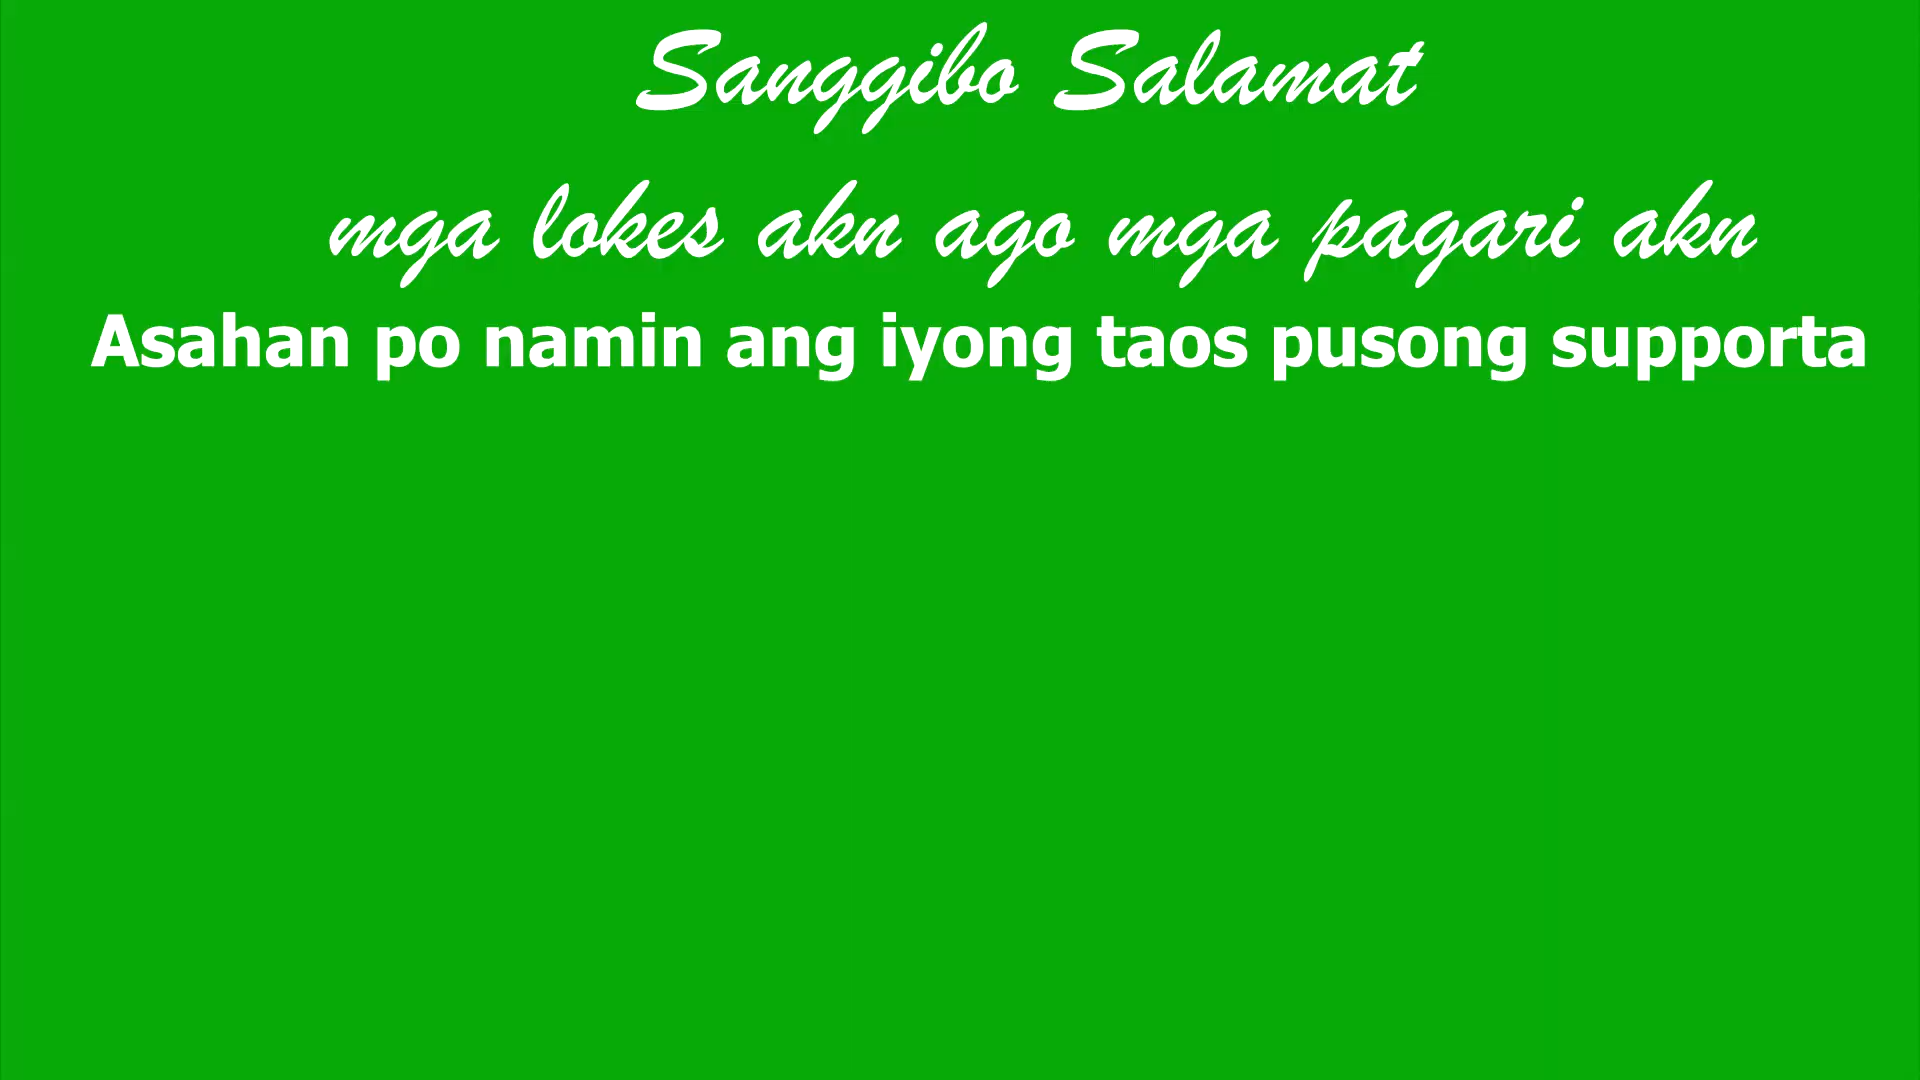 Sanggibo Salamat
mga lokes akn ago mga pagari akn
Asahan po namin ang iyong taos pusong supporta